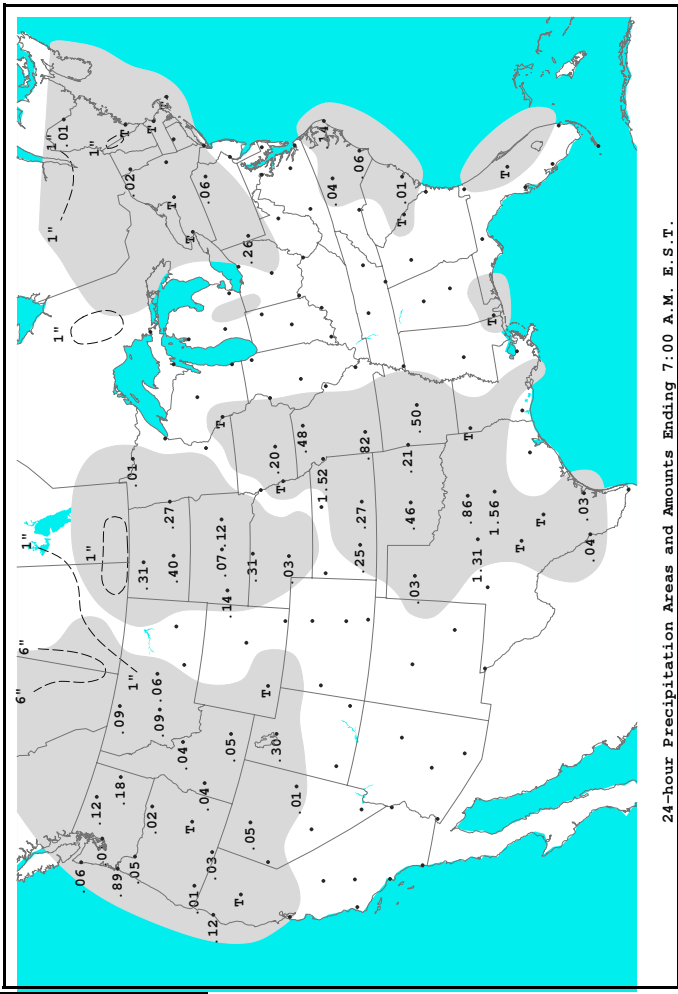 6" 6" 1"
1" 1" 1" .01
.06 1" 1"
.12
.89 .18 .09 T
.05 1" .01 .02
.31
.02 .09 .06 T T
.40 .27 T
.04
T T
.01 .04 .06
.12 .03 .07 .12 T
.05 .14
T .05 .31 .26
T
.30 .20 T
.03
.01 .48
1.52
.04
.25 .27 .82 .06
.21 T .01
.03 .46 .50
.86 T
1.31
1.56 T
T
T T
.04 .03
24-hour Precipitation Areas and Amounts Ending 7:00 A.M. E.S.T.